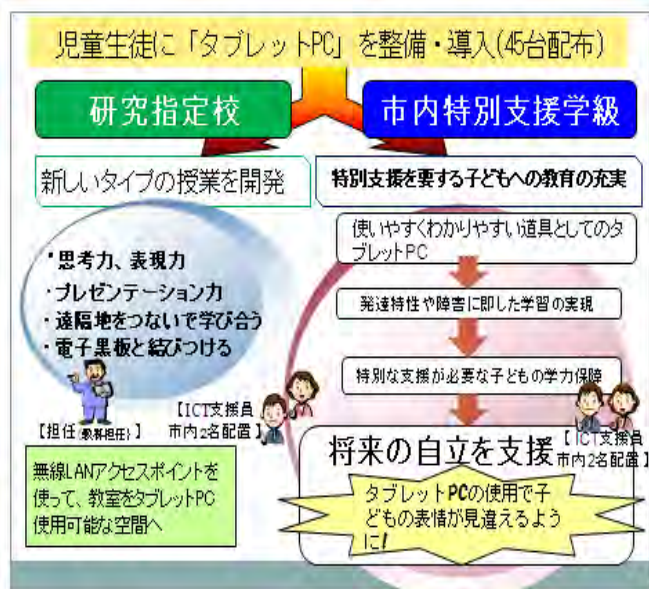 児童生徒に「タブレットPC」を整備・導入(45台配布)
研究指定校
市内特別支援学級
新しいタイプの授業を開発
特別支援を要する子どもへの教育の充実
・思考力、表現力
・プレゼンテーション力
・遠隔地をつないで学び合う
・電子黒板と結びつける
【担任(教科担任)】
【ICT支援員
市内2名配置】
無線LANアクセスポイントを
使って、教室をタブレットPC
使用可能な空間へ
使いやすくわかりやすい道具としてのタ
ブレットPC
発達特性や障害に即した学習の実現
特別な支援が必要な子どもの学力保障
将来の自立を支援
【ICT支援員
市内2名配置】
タブレットPCの使用で子
どもの表情が見違えるよう
に!